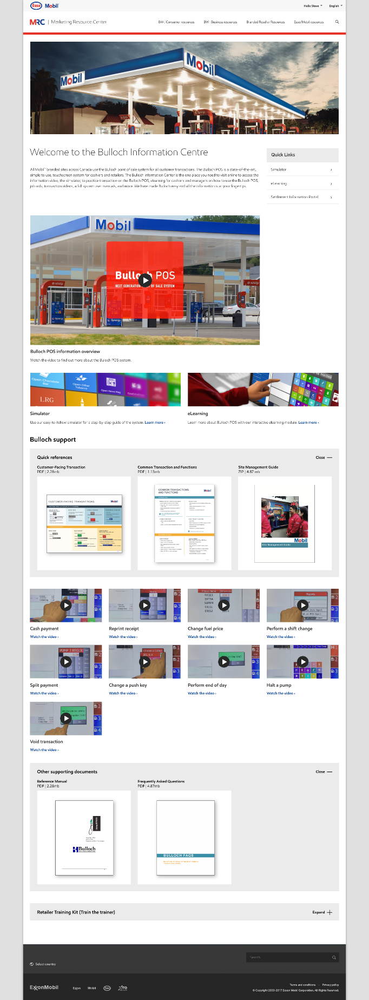 Esso Mobil Hello Steve English
MRC | Marketing Resource Center BW : Consumer resources BW : Business resources Branded Reseller Resources Esso/Mobil resources
Mobil Mobil
Welcome to the Bulloch Information Centre
All Mobil™ branded sites across Canada use the Bulloch point of sale system for all customer transactions. The Bulloch POS is a state-of-the-art,
simple to use, touchscreen system for cashiers and retailers. The Bulloch Information Center is the one place you need to visit online to access the
information video, the simulator, to practice transaction on the Bulloch POS, elearning for cashiers and managers on how to use the Bulloch POS,
job aids, transaction videos, a full system user manuals, and more. We have made Bulloch easy and all the information is at your fingertips.
Quick Links
Simulator ›
eLearning ›
Settlement Information Portal ›
Mobil
Bulloch POS
NEXT GENERATION OF SALE SYSTEM
Synergy
Bulloch POS information overview
Watch the video to find out more about the Buloch POS system.
Open Chocolate Bar
Open Other Tobacco
Open News Mag
LRG
Simulator
Use our easy-to-follow simulator for a step-by-step guide of the system. Learn more ›
eLearning
Learn more about Bulloch POS with our interactive elearning module. Learn more ›
Bulloch support
Quick references Close
Customer-Facing Transaction
PDF | 2.28mb
Common Transaction and Functions
PDF | 1.13mb
Site Management Guide
ZIP | 4.87 mb
CUSTOMER-FACING TRANSACTIONS Mobil
COMMON TRANSACTIONS
AND FUNCTIONS Mobil
Mobil
Site Management Guide
Reports
Cash payment
Watch the video ›
Reprint receipt
Watch the video ›
Change fuel price
Watch the video ›
Perform a shift change
Watch the video ›
PUMP 3 REGER
Choose a Colour
Split payment
Watch the video ›
Change a push key
Watch the video ›
Perform end of day
Watch the video ›
Halt a pump
Watch the video ›
Void transaction
Watch the video ›
Other supporting documents Close
Reference Manual
PDF | 2.28mb
Frequently Asked Questions
PDF | 4.87mb
Bulloch
BULLOCH FAQS
Retailer Training Kit (Train the trainer) Expand
Search
Select country
ExxonMobil Exxon Mobil Esso XTO
Terms and conditions · Privacy policy
© Copyright 2003-2017 Exxon Mobil Corporation. All Rights Reserved.